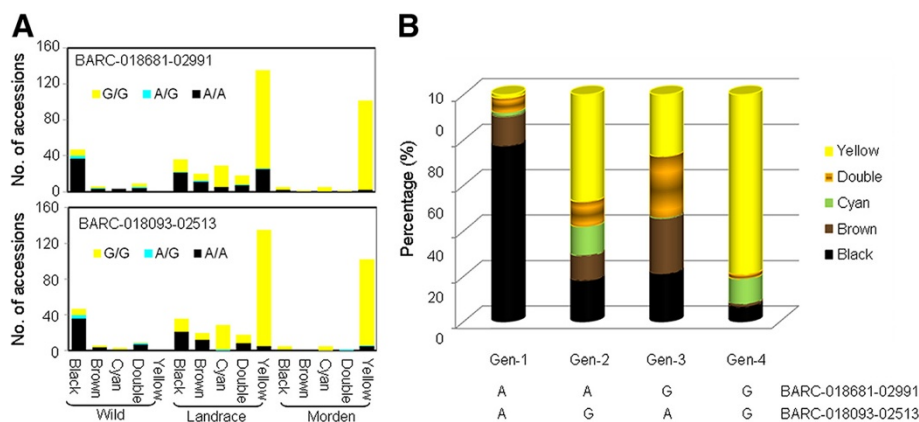 A
160
120
80
40
0
No. of accessions
BARC-018681-02991
G/G A/G A/A
160
120
80
40
0
No. of accessions
BARC-018093-02513
G/G A/G A/A
Black Brown Cyan Double Yellow Black Brown Cyan Double Yellow Black Brown Cyan Double Yellow
Wild Landrace Morden
B
Percentage (%)
10
0
80
60
40
20
0
Yellow
Double
Cyan
Brown
Black
Gen-1 Gen-2 Gen-3 Gen-4
A A G G BARC-018681-02991
A G A G BARC-018093-02513